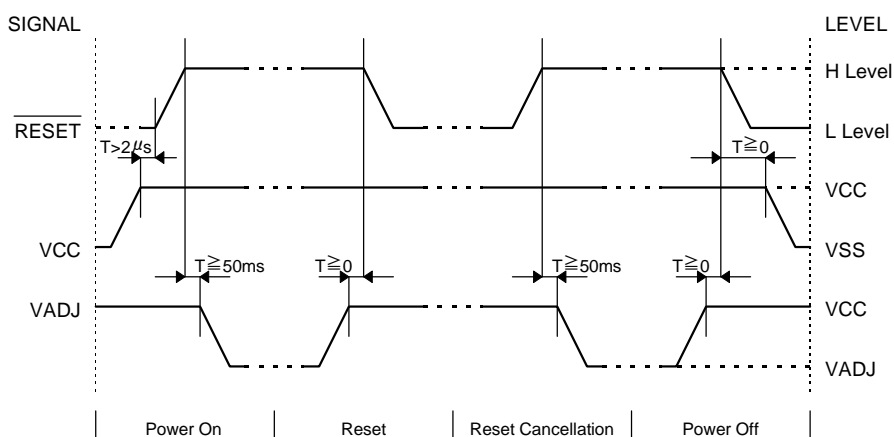 SIGNAL
LEVEL
H Level
RESET
L Level
T>2μs
T≧0
VCC
VCC
VSS
T≧50ms
T≧0
T≧50ms
T≧0
VADJ
VCC
VADJ
Power On
Reset
Reset Cancellation
Power Off